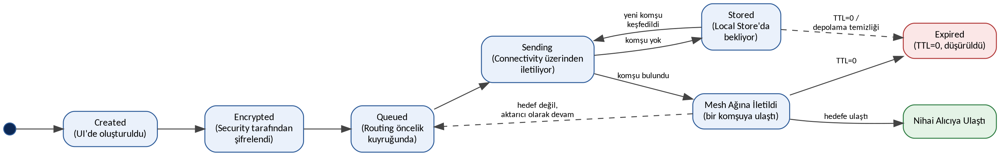 Created
(UI'de oluşturuldu)
Encrypted
(Security tarafından
şifrelendi)
Queued
(Routing öncelik
kuyruğunda)
Sending
(Connectivity üzerinden
iletiliyor)
yeni komşu
keşfedildi
komşu yok
komşu bulundu
hedef değil,
aktarıcı olarak devam
Stored
(Local Store'da
bekliyor)
Mesh Ağına İletildi
(bir komşuya ulaştı)
TTL=0 /
depolama temizliği
TTL=0
hedefe ulaştı
Expired
(TTL=0, düşürüldü)
Nihai Alıcıya Ulaştı